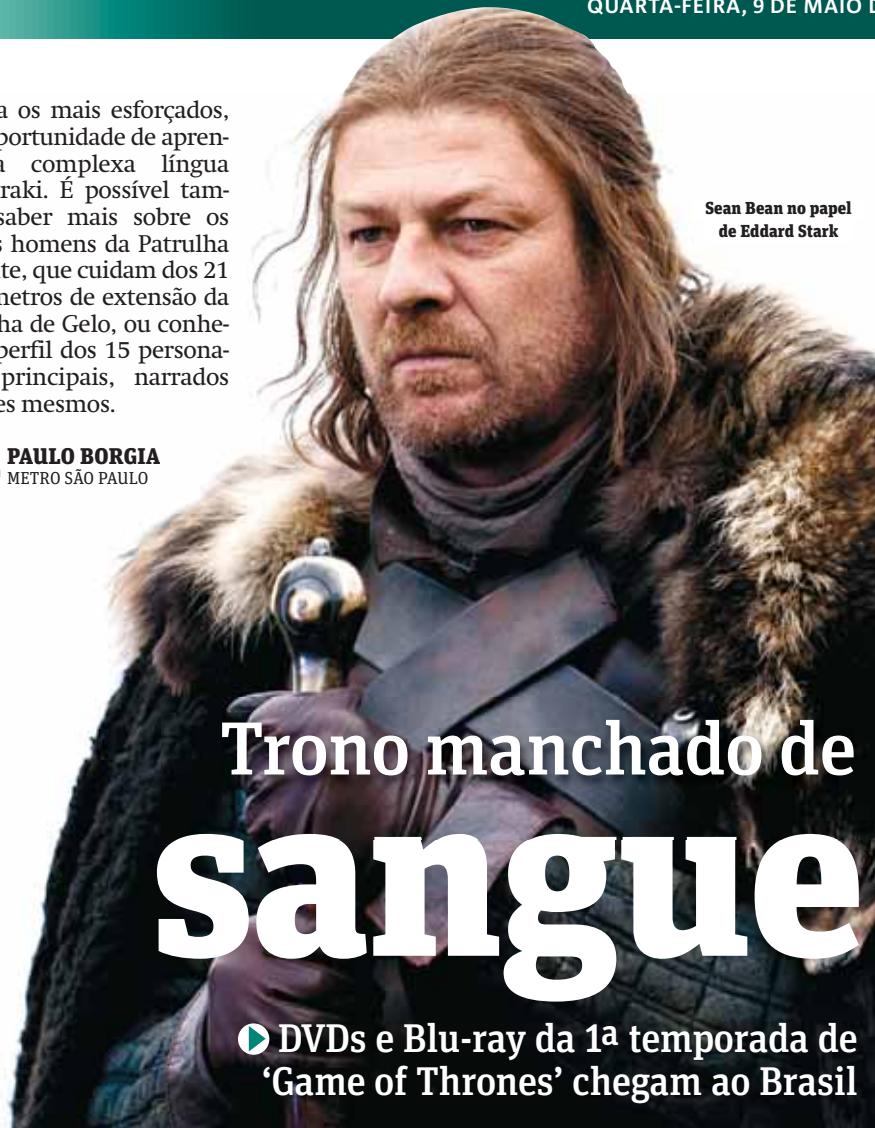 QUARTA-FEIRA, 9 DE MAIO D
a os mais esforçados,
portunidade de apren-
a complexa língua
raki. É possível tam-
saber mais sobre os
s homens da Patrulha
te, que cuidam dos 21
metros de extensão da
ha de Gelo, ou conhe-
perfil dos 15 persona-
principais, narrados
es mesmos.
PAULO BORGIA
METRO SÃO PAULO
Sean Bean no papel
de Eddard Stark
Trono manchado de
sangue
DVDs e Blu-ray da 1ª temporada de
‘Game of Thrones’ chegam ao Brasil